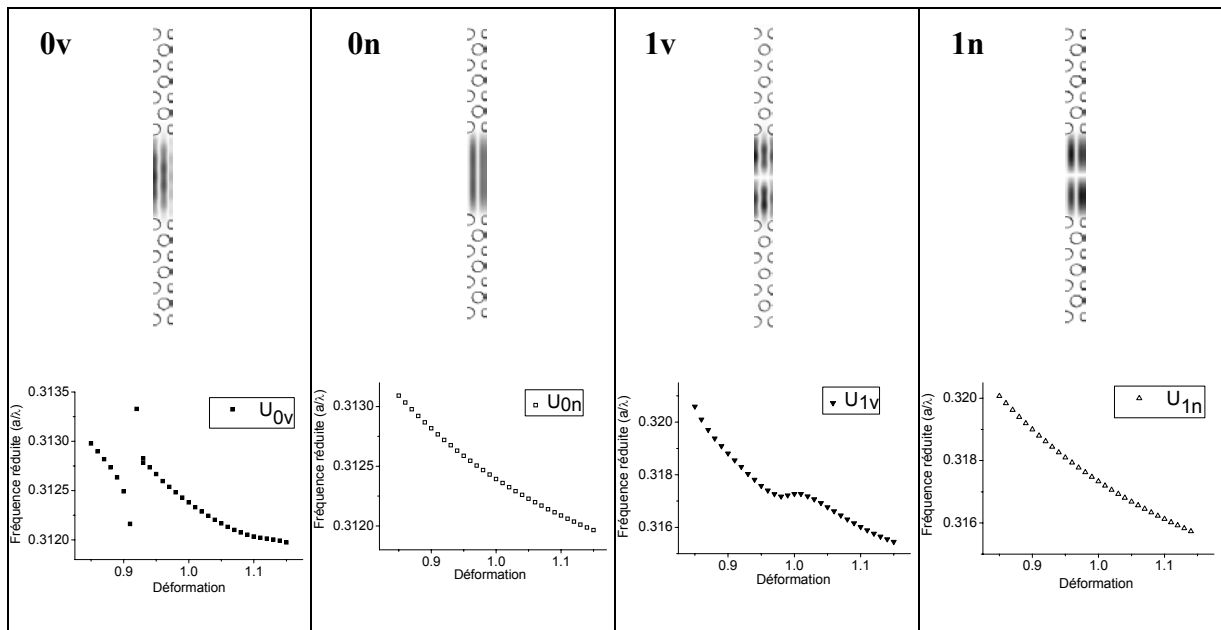 0v
0n
1v
1n
Fréquence réduite (a/λ)
0.3135
0.3130
0.3125
0.3120
U0v
0.9 1.0 1.1
Déformation
Fréquence réduite (a/λ)
0.3130
0.3125
0.3120
U0n
0.9 1.0 1.1
Déformation
Fréquence réduite (a/λ)
0.320
0.318
0.316
U1v
0.9 1.0 1.1
Déformation
Fréquence réduite (a/λ)
0.320
0.318
0.316
U1n
0.9 1.0 1.1
Déformation